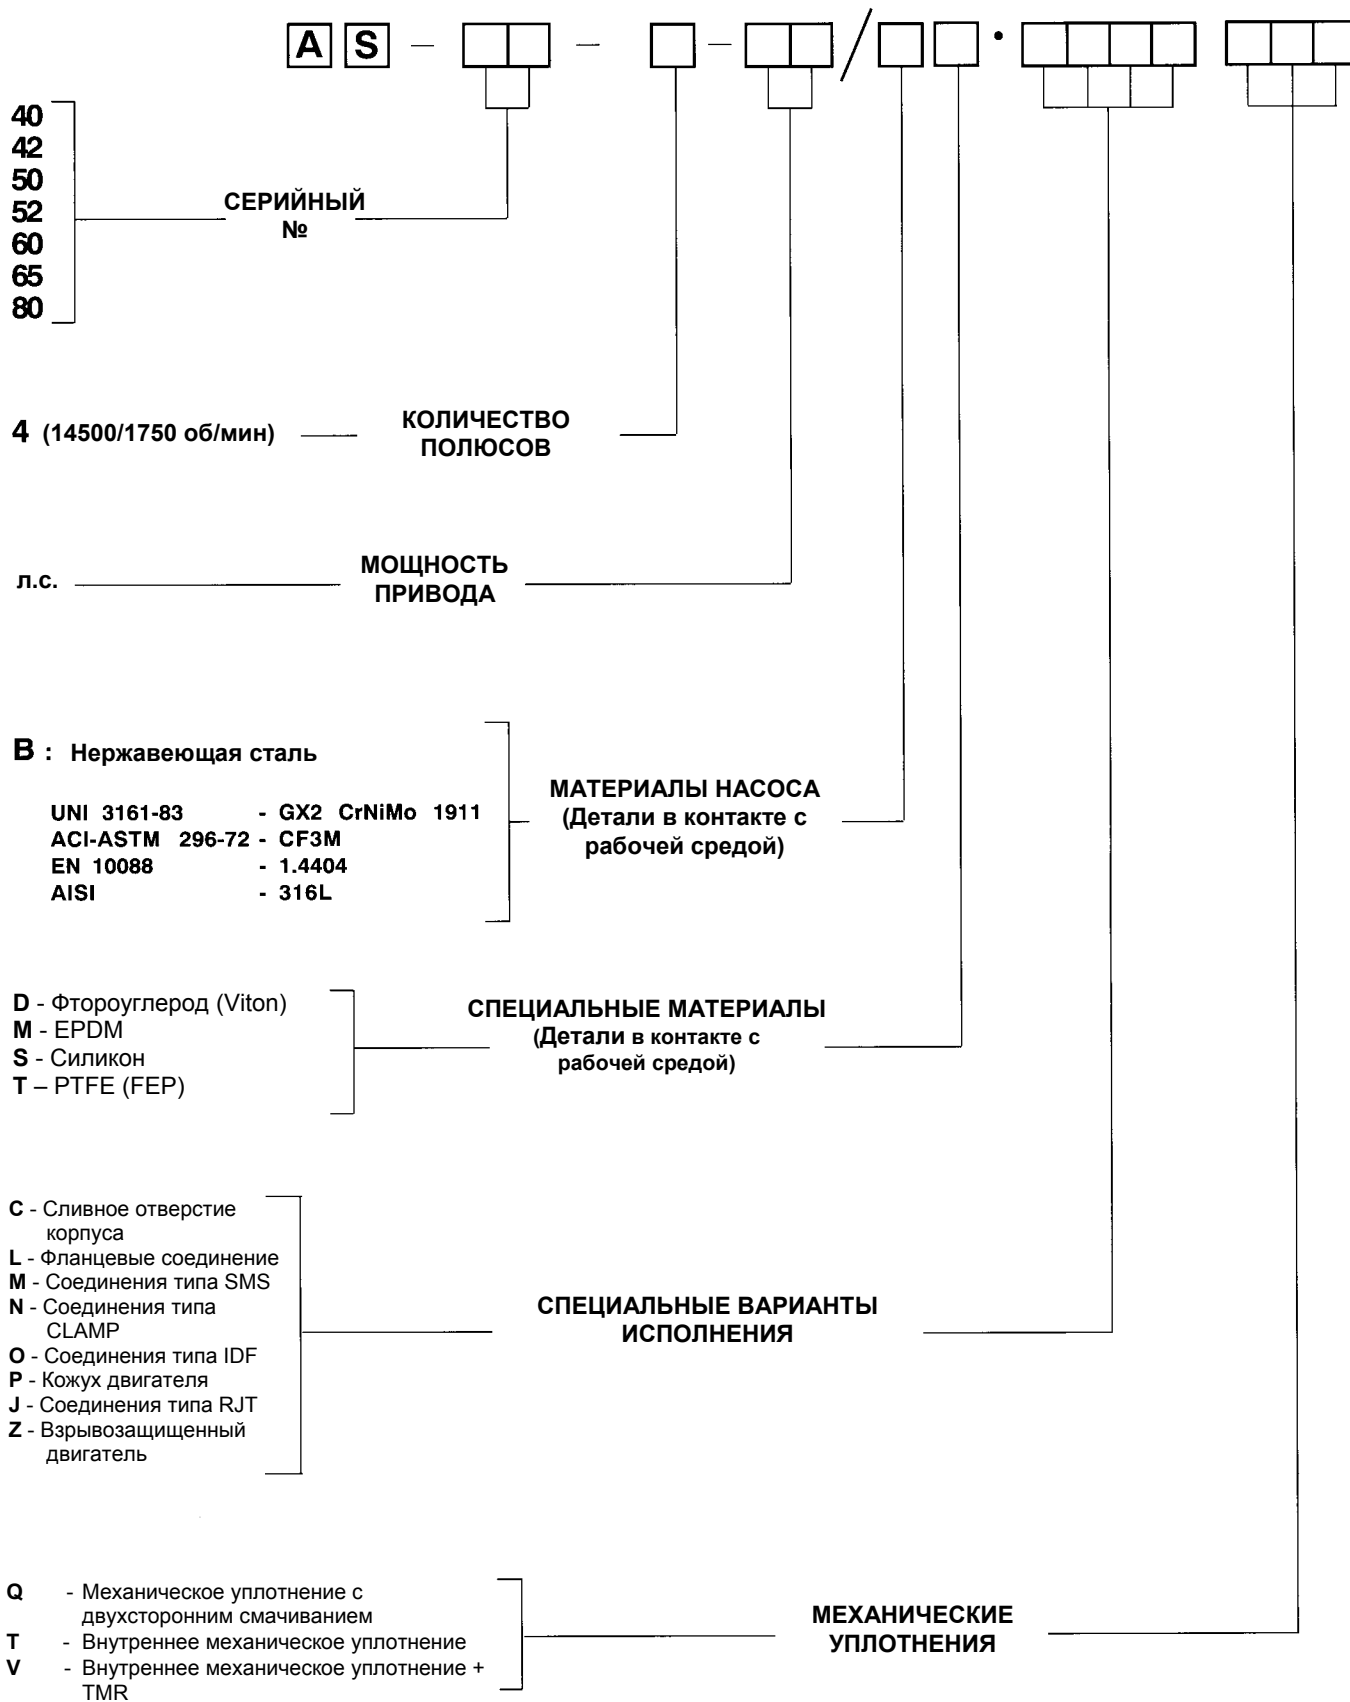 A S – – – / •
40
42
50
52
60
65
80
СЕРИЙНЫЙ
№
4 (14500/1750 об/мин)
КОЛИЧЕСТВО
ПОЛЮСОВ
л.с.
МОЩНОСТЬ
ПРИВОДА
B : Нержавеющая сталь
UNI 3161-83 - GX2 CrNiMo 1911
ACI-ASTM 296-72 - CF3M
EN 10088 - 1.4404
AISI - 316L
МАТЕРИАЛЫ НАСОСА
(Детали в контакте с
рабочей средой)
D - Фтороуглерод (Viton)
M - EPDM
S - Силикон
T – PTFE (FEP)
СПЕЦИАЛЬНЫЕ МАТЕРИАЛЫ
(Детали в контакте с
рабочей средой)
C - Сливное отверстие
корпуса
L - Фланцевые соединение
M - Соединения типа SMS
N - Соединения типа
CLAMP
O - Соединения типа IDF
P - Кожух двигателя
J - Соединения типа RJT
Z - Взрывозащищенный
двигатель
СПЕЦИАЛЬНЫЕ ВАРИАНТЫ
ИСПОЛНЕНИЯ
Q - Механическое уплотнение с
двухсторонним смачиванием
T - Внутреннее механическое уплотнение
V - Внутреннее механическое уплотнение +
TMR
МЕХАНИЧЕСКИЕ
УПЛОТНЕНИЯ